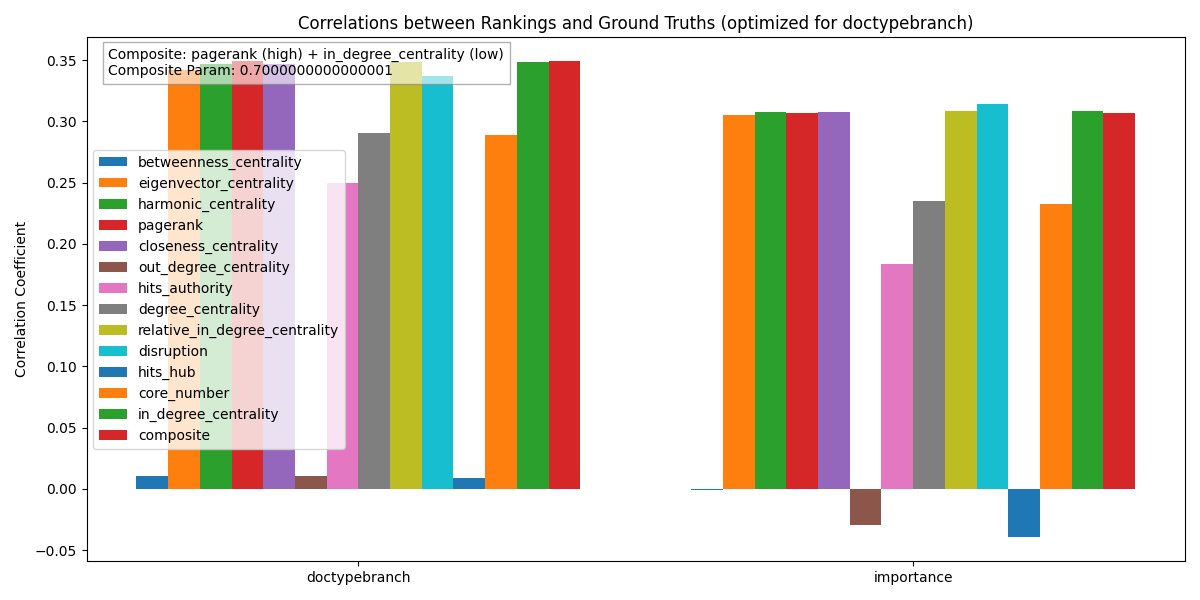 Correlations between Rankings and Ground Truths (optimized for doctypebranch)
Composite: pagerank (high) + in_degree_centrality (low)
Composite Param: 0.7000000000000001
Correlation Coefficient
0.35
0.30
0.25
0.20
0.15
0.10
0.05
0.00
−0.05
betweenness_centrality
eigenvector_centrality
harmonic_centrality
pagerank
closeness_centrality
out_degree_centrality
hits_authority
degree_centrality
relative_in_degree_centrality
disruption
hits_hub
core_number
in_degree_centrality
composite
doctypebranch
importance